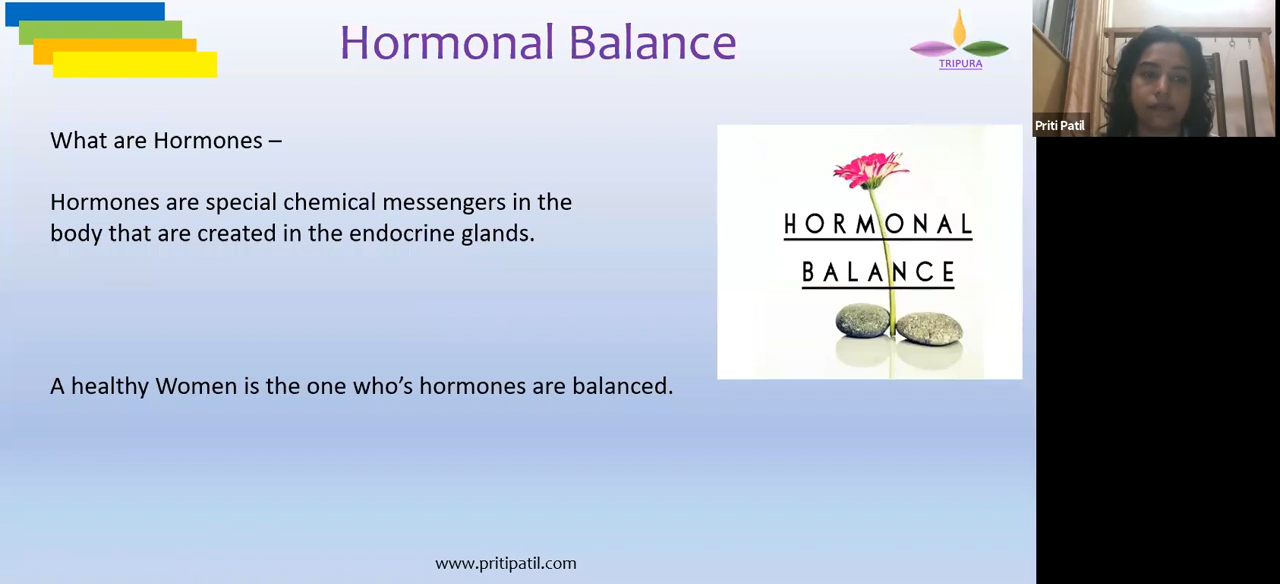 Hormonal Balance
TRIPURA
Priti Patil
What are Hormones –
Hormones are special chemical messengers in the
body that are created in the endocrine glands.
HORMONAL
BALANCE
A healthy Women is the one who’s hormones are balanced.
www.pritipatil.com